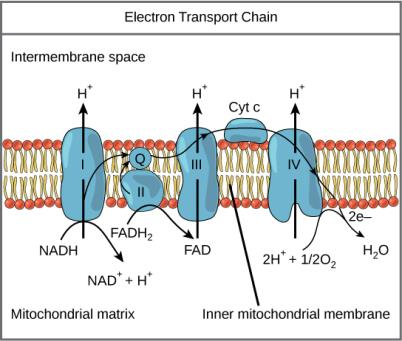 Electron Transport Chain
Intermembrane space
H⁺ H⁺ H⁺
Cyt c
I Q III IV
II
2e–
NADH FADH₂ FAD 2H⁺ + 1/2O₂ H₂O
NAD⁺ + H⁺
Mitochondrial matrix Inner mitochondrial membrane